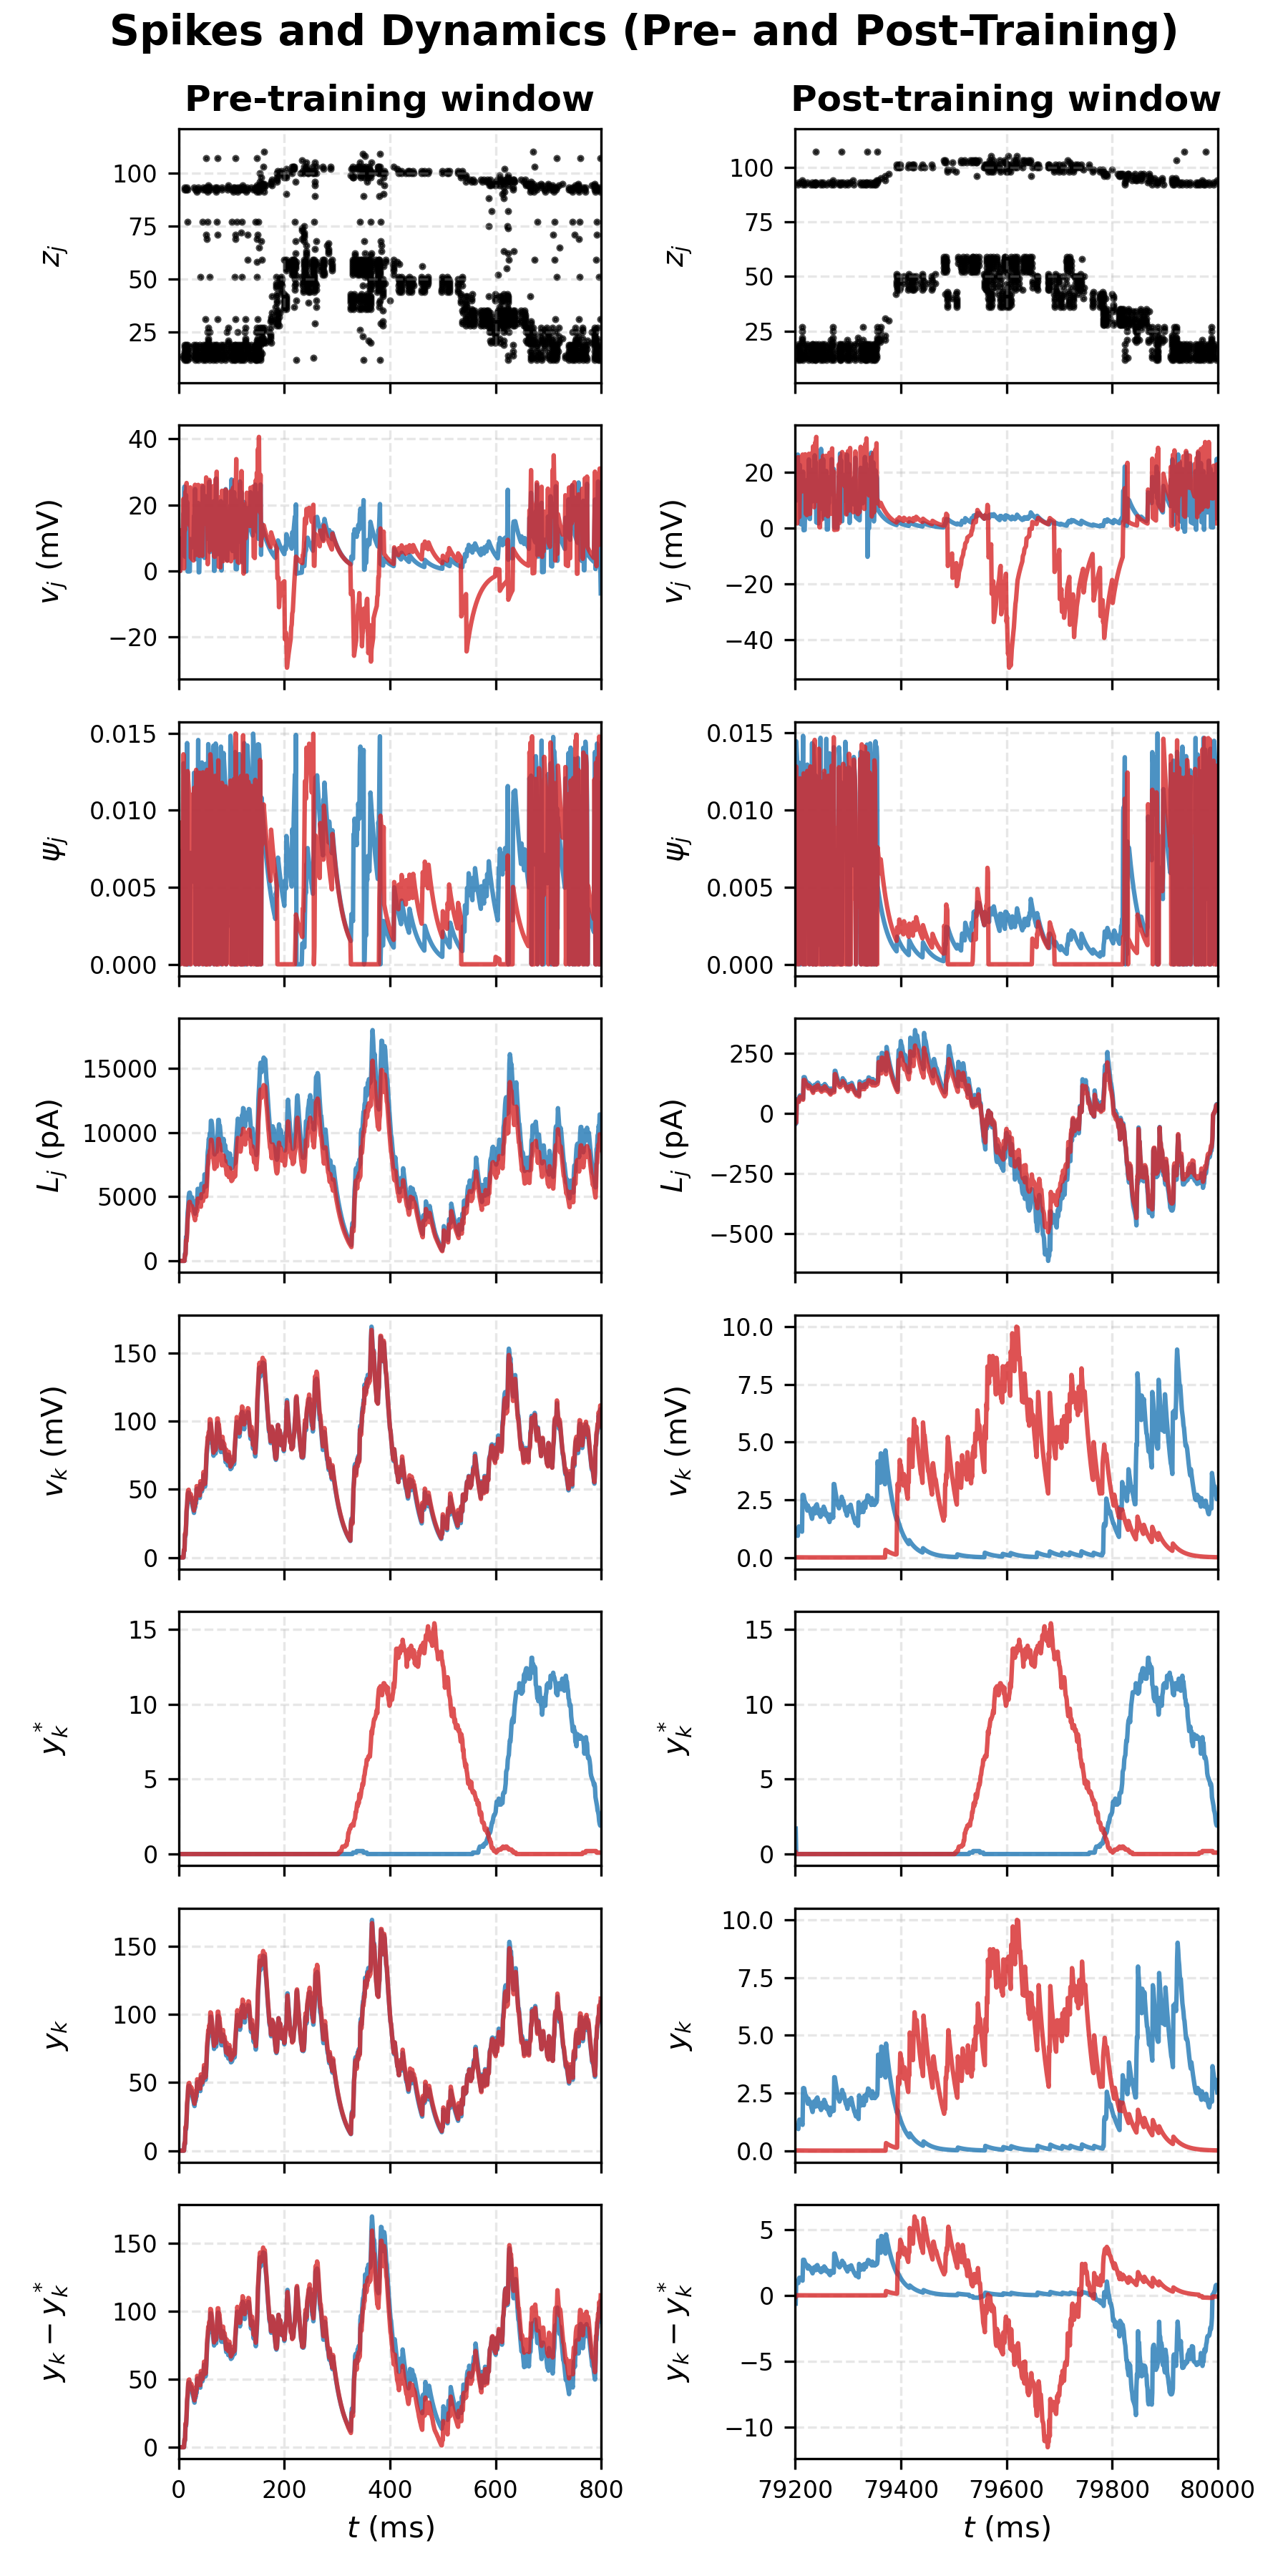 Spikes and Dynamics (Pre- and Post-Training)
Pre-training window
Post-training window
z_j
100
75
50
25
z_j
100
75
50
25
v_j (mV)
40
20
0
−20
v_j (mV)
20
0
−20
−40
ψ_j
0.015
0.010
0.005
0.000
ψ_j
0.015
0.010
0.005
0.000
L_j (pA)
15000
10000
5000
0
L_j (pA)
250
0
−250
−500
v_k (mV)
150
100
50
0
v_k (mV)
10.0
7.5
5.0
2.5
0.0
y_k^*
15
10
5
0
y_k^*
15
10
5
0
y_k
150
100
50
0
y_k
10.0
7.5
5.0
2.5
0.0
y_k − y_k^*
150
100
50
0
y_k − y_k^*
5
0
−5
−10
0 200 400 600 800
t (ms)
79200 79400 79600 79800 80000
t (ms)